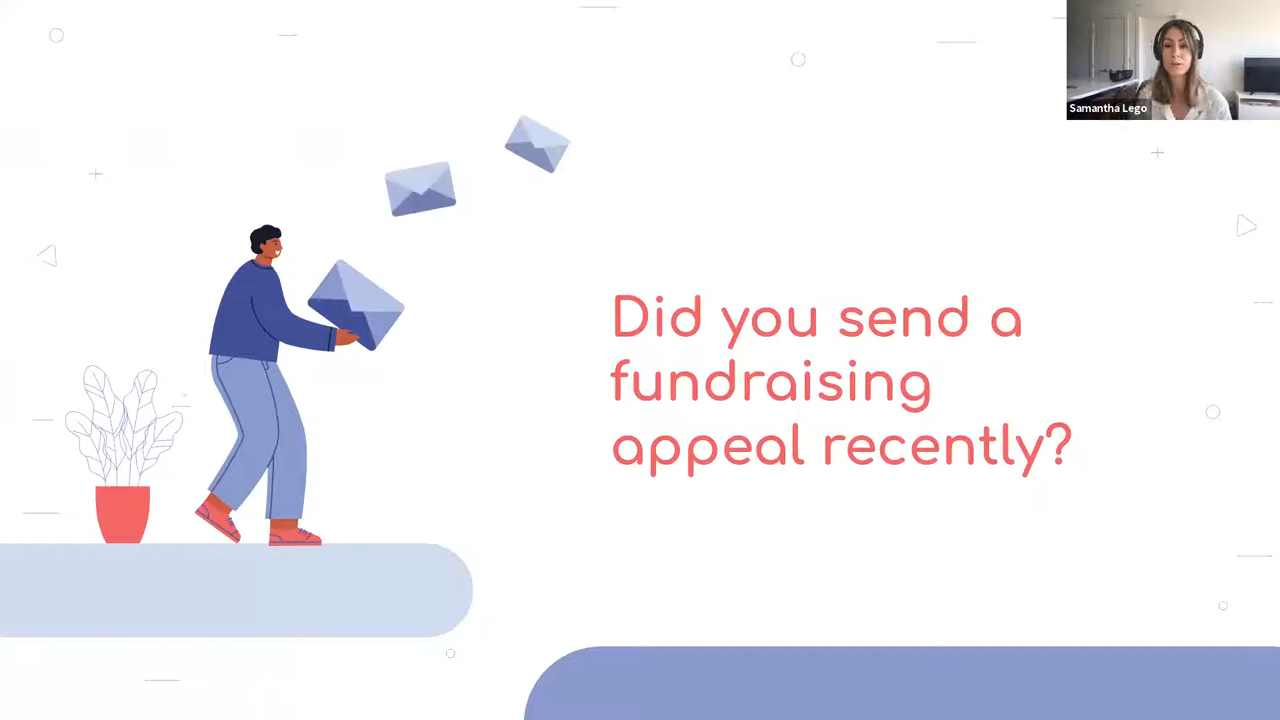 Samantha Lego
Did you send a
fundraising
appeal recently?